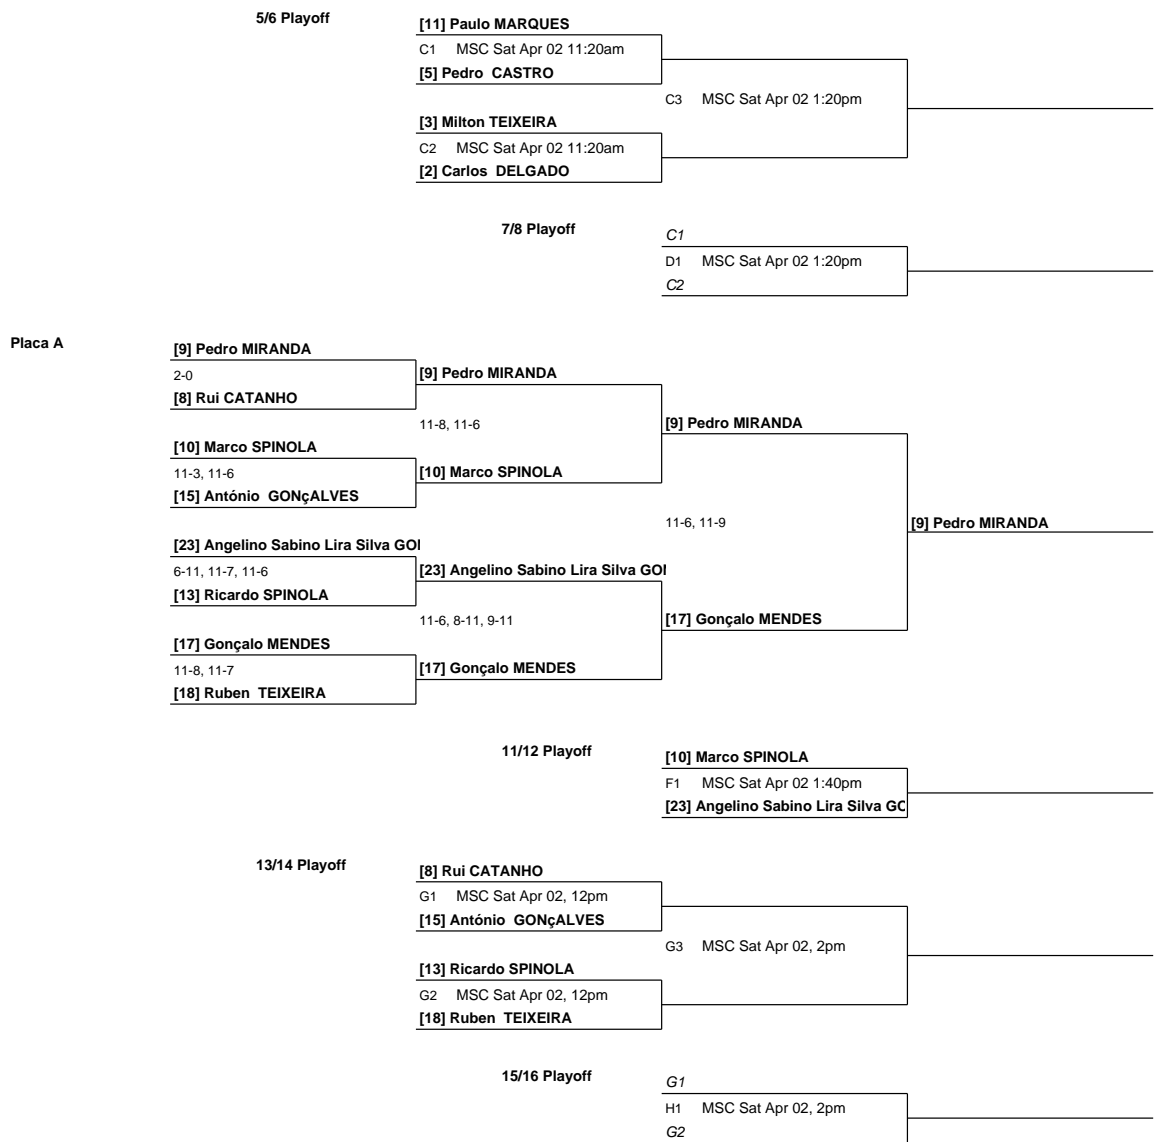 5/6 Playoff
[11] Paulo MARQUES
C1 MSC Sat Apr 02 11:20am
[5] Pedro CASTRO
C3 MSC Sat Apr 02 1:20pm
[3] Milton TEIXEIRA
C2 MSC Sat Apr 02 11:20am
[2] Carlos DELGADO
7/8 Playoff
C1
D1 MSC Sat Apr 02 1:20pm
C2
Placa A
[9] Pedro MIRANDA
2-0
[9] Pedro MIRANDA
[8] Rui CATANHO
11-8, 11-6
[9] Pedro MIRANDA
[10] Marco SPINOLA
11-3, 11-6
[10] Marco SPINOLA
[15] António GONçALVES
11-6, 11-9
[9] Pedro MIRANDA
[23] Angelino Sabino Lira Silva GO
6-11, 11-7, 11-6
[23] Angelino Sabino Lira Silva GO
[13] Ricardo SPINOLA
11-6, 8-11, 9-11
[17] Gonçalo MENDES
[17] Gonçalo MENDES
11-8, 11-7
[17] Gonçalo MENDES
[18] Ruben TEIXEIRA
11/12 Playoff
[10] Marco SPINOLA
F1 MSC Sat Apr 02 1:40pm
[23] Angelino Sabino Lira Silva GO
13/14 Playoff
[8] Rui CATANHO
G1 MSC Sat Apr 02, 12pm
[15] António GONçALVES
G3 MSC Sat Apr 02, 2pm
[13] Ricardo SPINOLA
G2 MSC Sat Apr 02, 12pm
[18] Ruben TEIXEIRA
15/16 Playoff
G1
H1 MSC Sat Apr 02, 2pm
G2